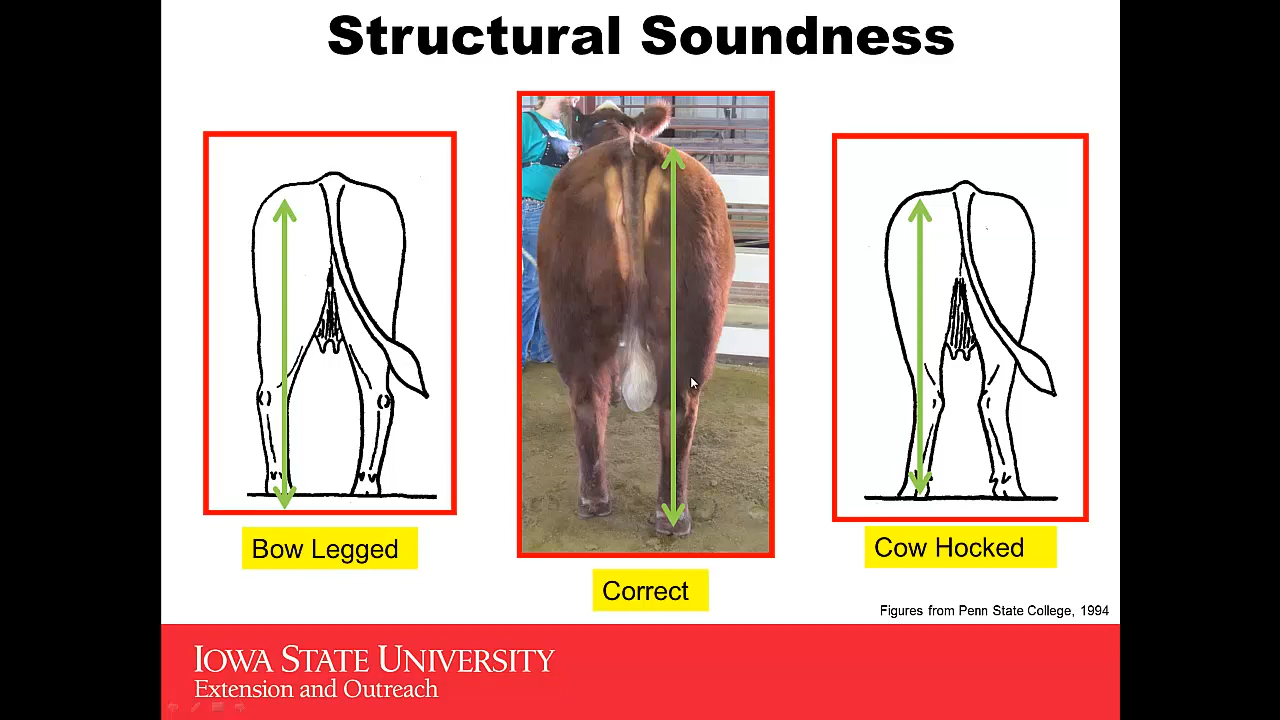 Structural Soundness
Bow Legged
Correct
Cow Hocked
Figures from Penn State College, 1994
IOWA STATE UNIVERSITY
Extension and Outreach